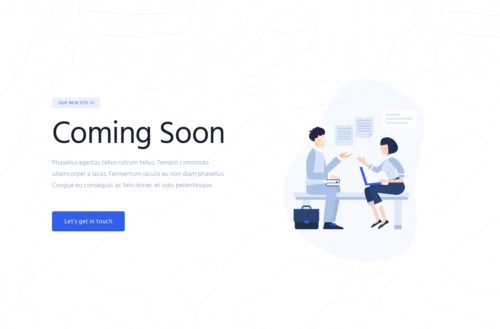 OUR NEW SITE IS
Coming Soon
Phasellus egestas tellus rutrum tellus. Tempor commodo
ullamcorper a lacus. Fermentum iaculis eu non diam phasellus.
Congue eu consequat ac felis donec et odio pellentesque.
Let's get in touch